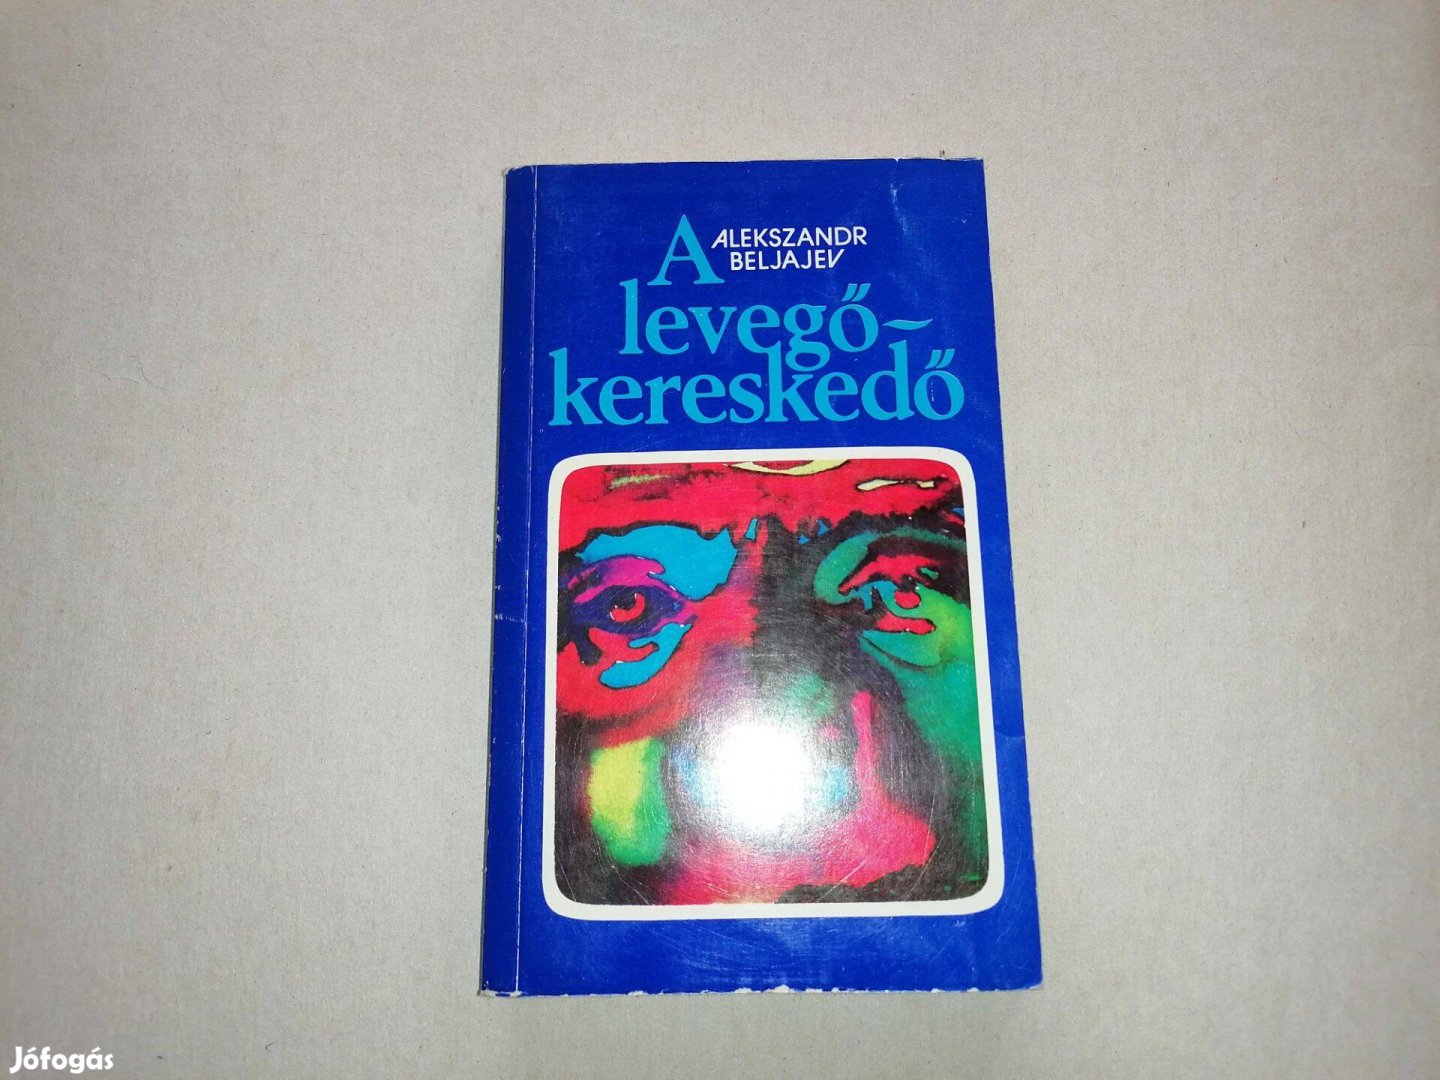 ALEKSZANDR
BELJAJEV
A
levegő-
kereskedő
Jófogás